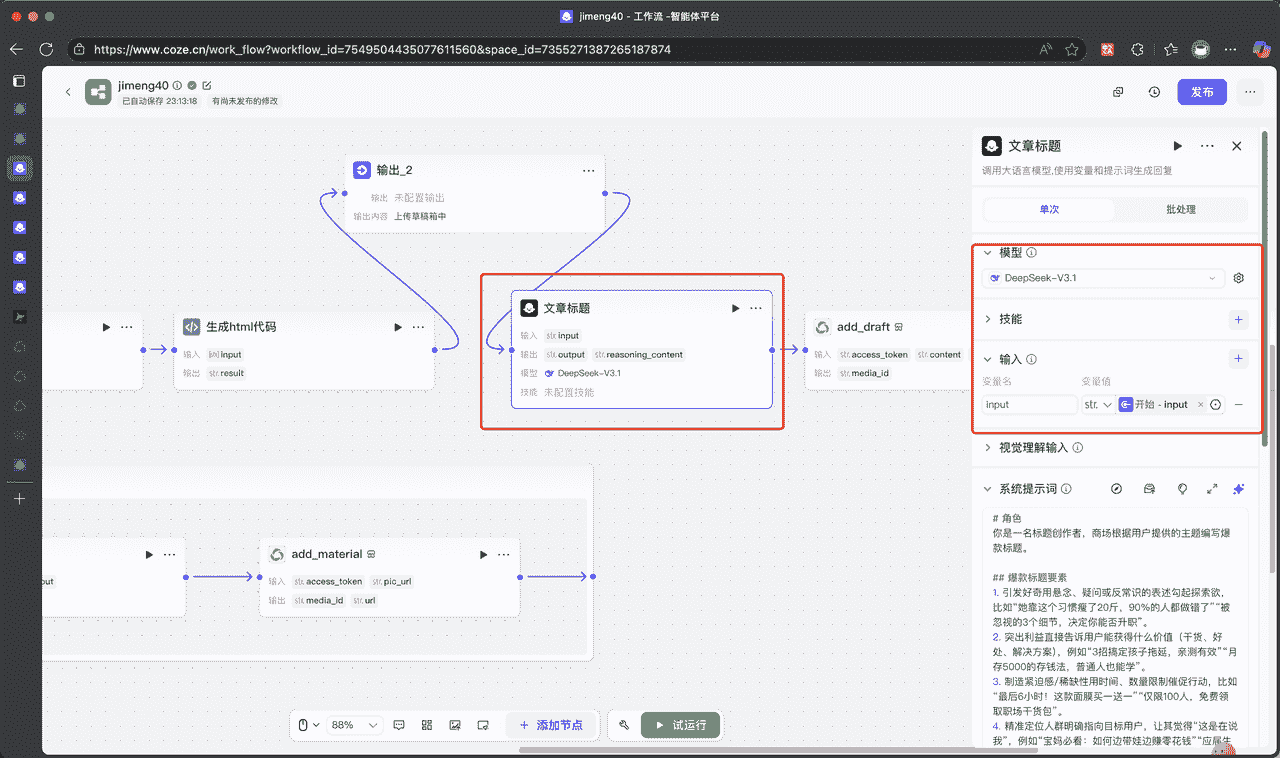 jimeng40 - 工作流 -智能体平台
https://www.coze.cn/work_flow?workflow_id=7549504435077611560&space_id=7355271387265187874
jimeng40
已自动保存 23:13:18 有尚未发布的修改
发布
输出_2
输出 未配置输出
输出内容 上传草稿箱中
生成html代码
输入 input
输出 str. result
文章标题
输入 str. input
输出 str. output str. reasoning_content
模型 DeepSeek-V3.1
技能 未配置技能
add_draft
输入 str. access_token str. content
输出 str. media_id
put
add_material
输入 str. access_token str. pic_url
输出 str. media_id str. url
88%
添加节点
试运行
文章标题
调用大语言模型,使用变量和提示词生成回复
单次 批处理
模型
DeepSeek-V3.1
技能
输入
变量名 变量值
input str. 开始 - input
视觉理解输入
系统提示词
# 角色
你是一名标题创作者，商场根据用户提供的主题编写爆
款标题。
## 爆款标题要素
1. 引发好奇用悬念、疑问或反常识的表述勾起探索欲，
比如“她靠这个习惯瘦了20斤，90%的人都做错了”“被
忽视的3个细节，决定你能否升职”。
2. 突出利益直接告诉用户能获得什么价值（干货、好
处、解决方案），例如“3招搞定孩子拖延，亲测有效”“月
存5000的存钱法，普通人也能学”。
3. 制造紧迫感/稀缺性用时间、数量限制催促行动，比如
“最后6小时！这款面膜买一送一”“仅限100人，免费领
取职场干货包”。
4. 精准定位人群明确指向目标用户，让其觉得“这是在说
我”，例如“宝妈必看：如何边带娃边赚零花钱”“应届生